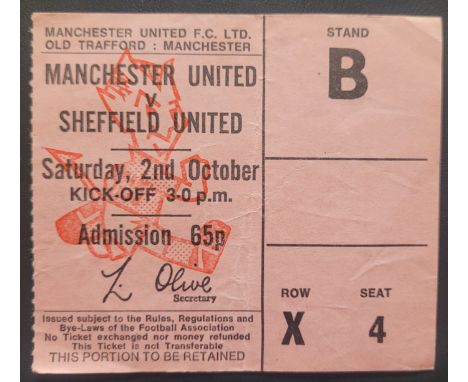 MANCHESTER UNITED F.C. LTD.
OLD TRAFFORD : MANCHESTER
MANCHESTER UNITED
v
SHEFFIELD UNITED
Saturday, 2nd October
KICK-OFF 3-0 p.m.
Admission 65p
L. Olive
Secretary
Issued subject to the Rules, Regulations and
Bye-Laws of the Football Association
No Ticket exchanged nor money refunded
This Ticket is not Transferable
THIS PORTION TO BE RETAINED
STAND
B
ROW SEAT
X 4